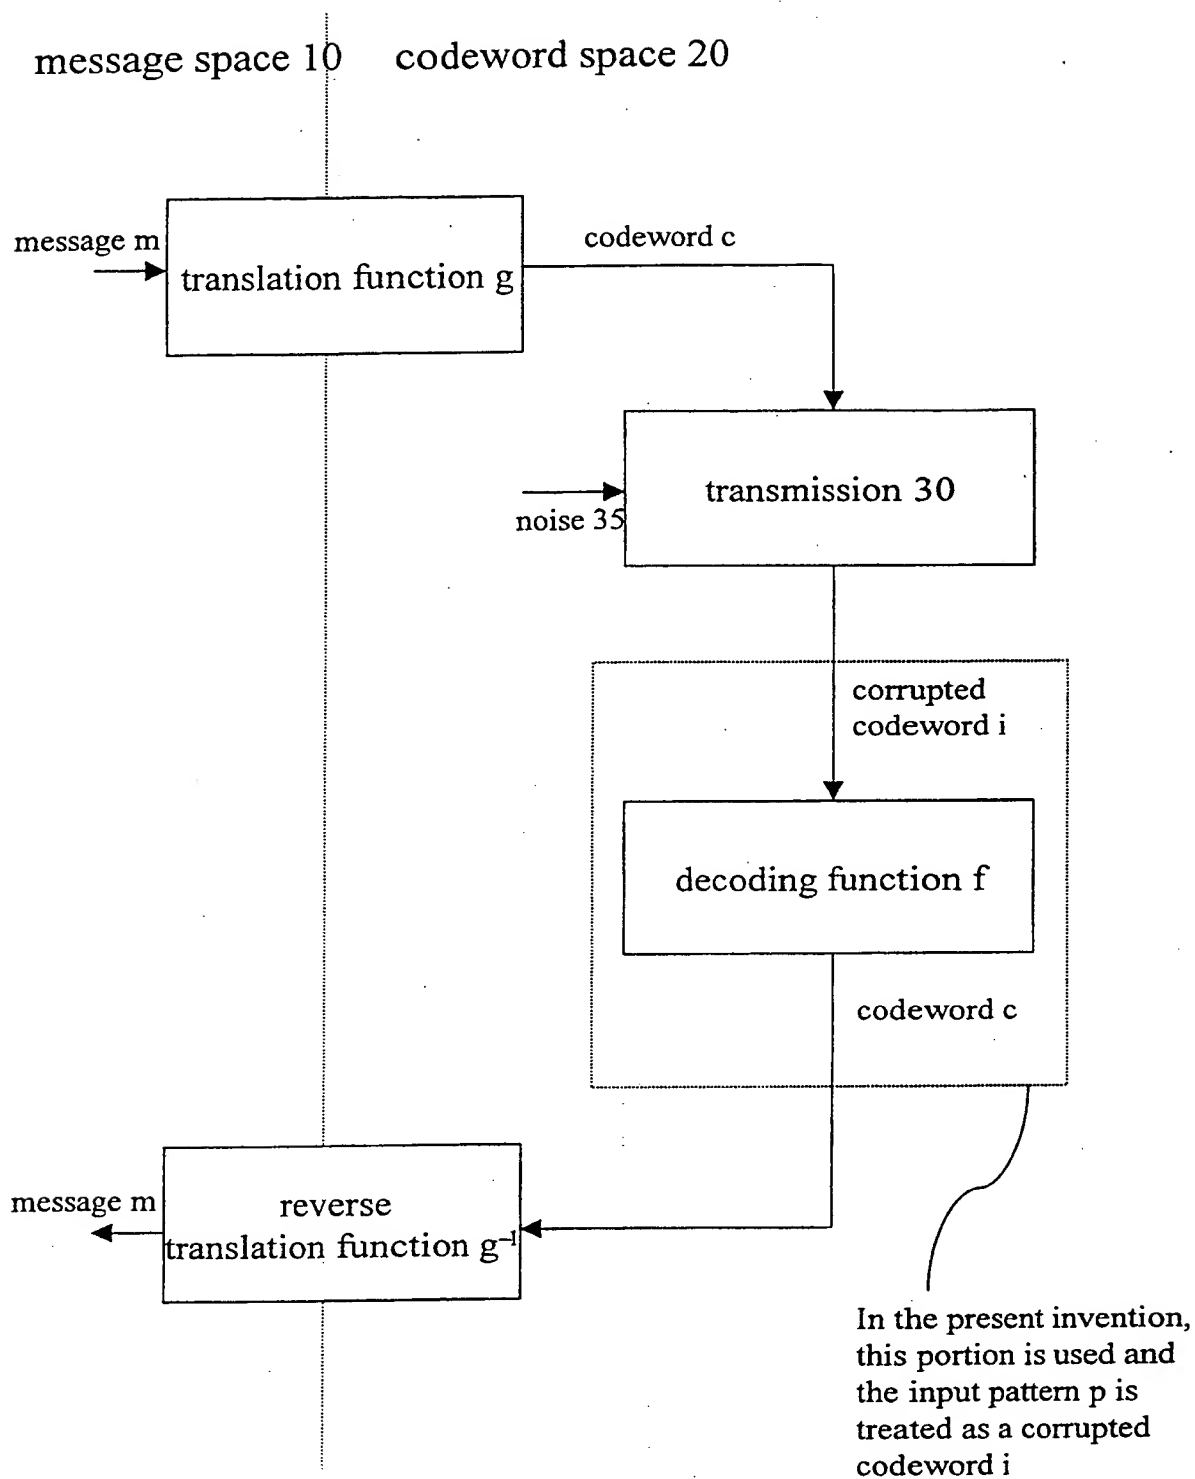 message space 10 codeword space 20
message m
translation function g
codeword c
transmission 30
noise 35
corrupted
codeword i
decoding function f
codeword c
message m
reverse
translation function g⁻¹
In the present invention,
this portion is used and
the input pattern p is
treated as a corrupted
codeword i